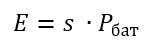 E = s · Pбат